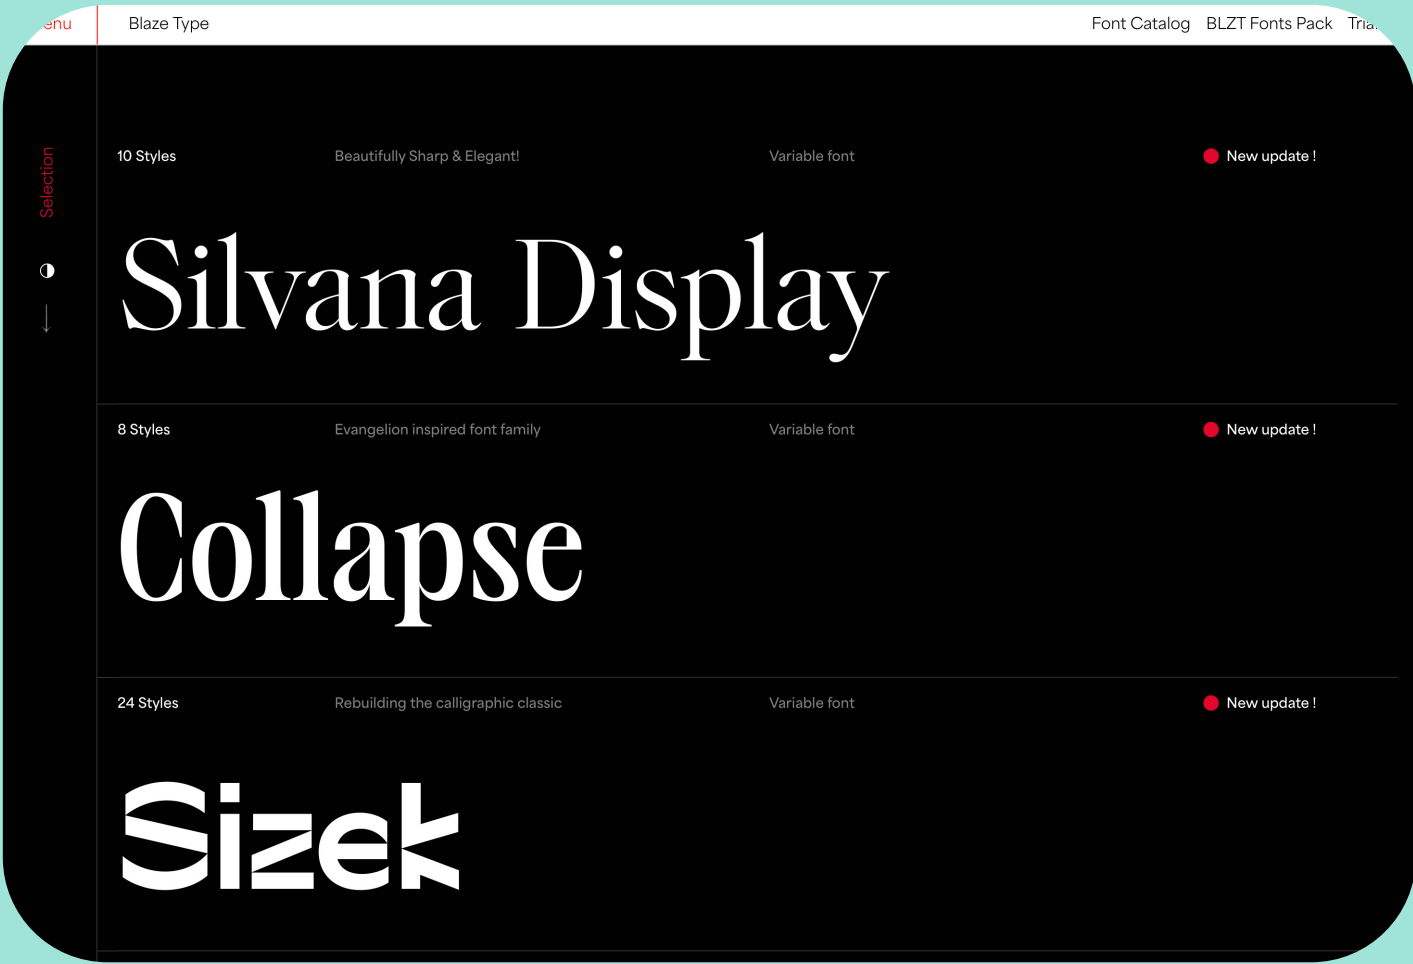 enu Blaze Type Font Catalog BLZT Fonts Pack Tria
Selection
10 Styles Beautifully Sharp & Elegant! Variable font New update !
Silvana Display
8 Styles Evangelion inspired font family Variable font New update !
Collapse
24 Styles Rebuilding the calligraphic classic Variable font New update !
Sizek